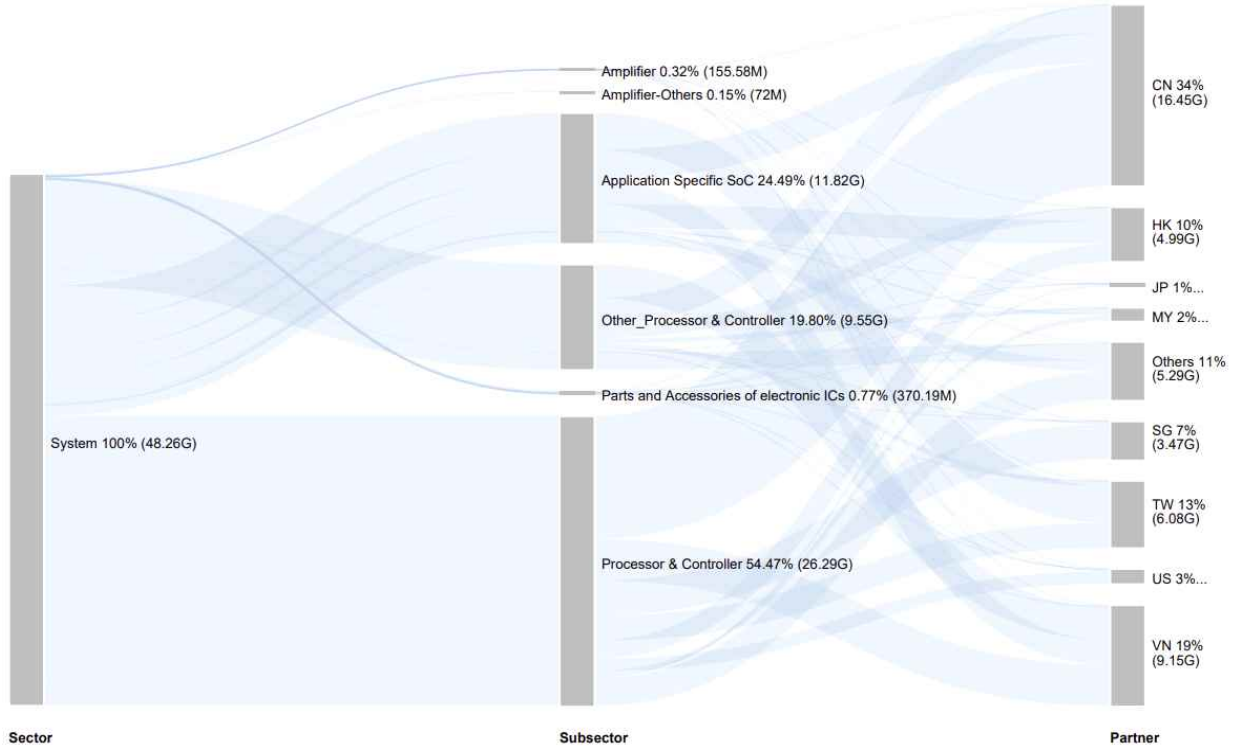 Amplifier 0.32% (155.58M)
Amplifier-Others 0.15% (72M)
Application Specific SoC 24.49% (11.82G)
Other_Processor & Controller 19.80% (9.55G)
Parts and Accessories of electronic ICs 0.77% (370.19M)
System 100% (48.26G)
Processor & Controller 54.47% (26.29G)
CN 34%
(16.45G)
HK 10%
(4.99G)
JP 1%...
MY 2%...
Others 11%
(5.29G)
SG 7%
(3.47G)
TW 13%
(6.08G)
US 3%...
VN 19%
(9.15G)
Sector
Subsector
Partner